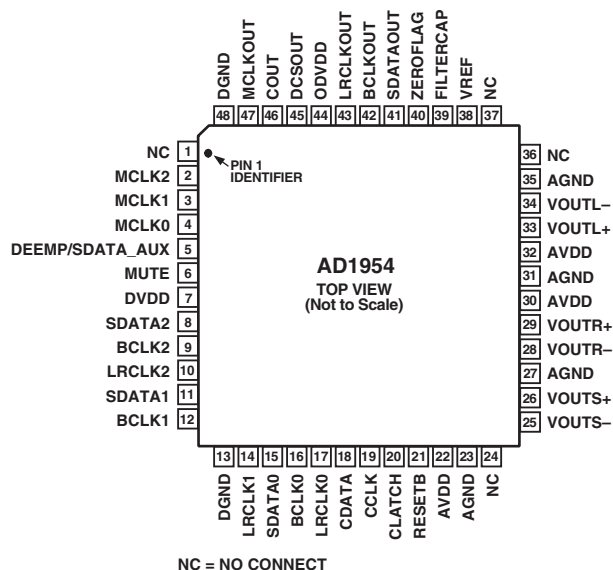 DGND
MCLKOUT
COUT
DCSOUT
ODVDD
LRCLKOUT
BCLKOUT
SDATAOUT
ZEROFLAG
FILTERCAP
VREF
NC
48 47 46 45 44 43 42 41 40 39 38 37
NC 1
MCLK2 2
MCLK1 3
MCLK0 4
DEEMP/SDATA_AUX 5
MUTE 6
DVDD 7
SDATA2 8
BCLK2 9
LRCLK2 10
SDATA1 11
BCLK1 12
PIN 1
IDENTIFIER
AD1954
TOP VIEW
(Not to Scale)
36 NC
35 AGND
34 VOUTL–
33 VOUTL+
32 AVDD
31 AGND
30 AVDD
29 VOUTR+
28 VOUTR–
27 AGND
26 VOUTS+
25 VOUTS–
13 14 15 16 17 18 19 20 21 22 23 24
DGND
LRCLK1
SDATA0
BCLK0
LRCLK0
CDATA
CCLK
CLATCH
RESETB
AVDD
AGND
NC
NC = NO CONNECT